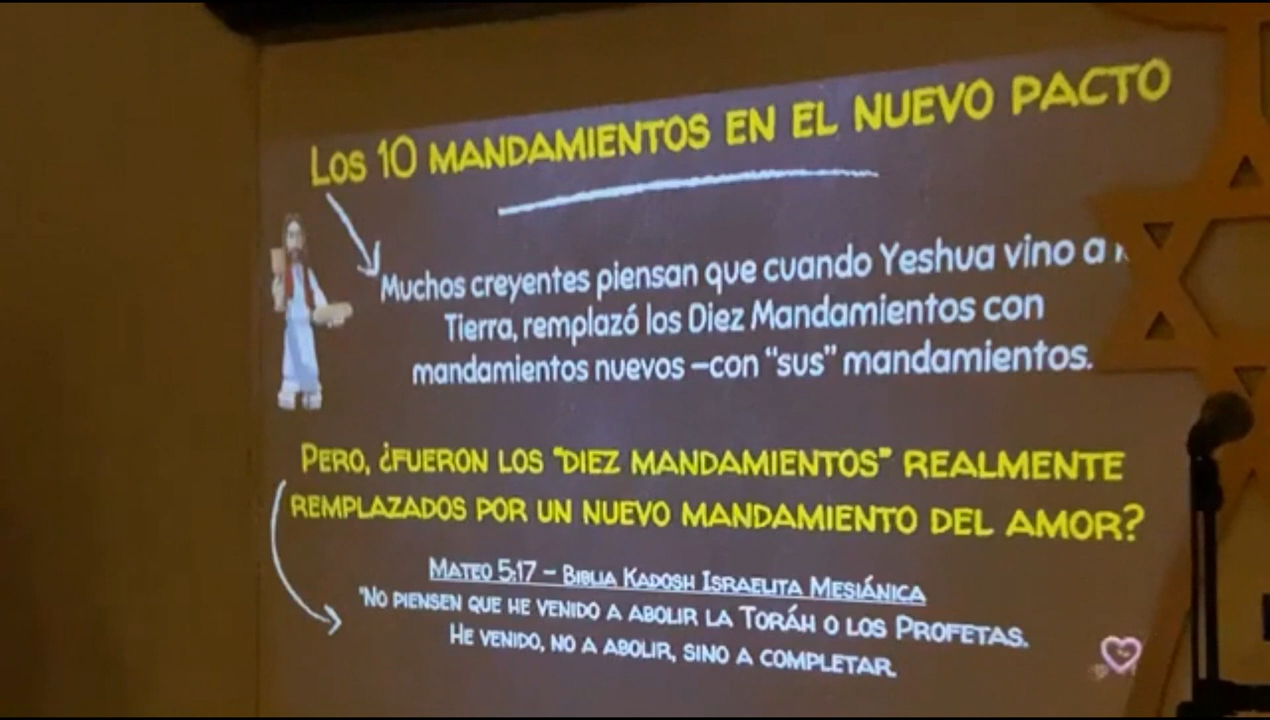 Los 10 MANDAMIENTOS EN EL NUEVO PACTO
Muchos creyentes piensan que cuando Yeshua vino a
Tierra, remplazó los Diez Mandamientos con
mandamientos nuevos –con "sus" mandamientos.
PERO, ¿FUERON LOS "DIEZ MANDAMIENTOS" REALMENTE
REMPLAZADOS POR UN NUEVO MANDAMIENTO DEL AMOR?
MATEO 5:17 – BIBLIA KADOSH ISRAELITA MESIÁNICA
"NO PIENSEN QUE HE VENIDO A ABOLIR LA TORÁH O LOS PROFETAS.
HE VENIDO, NO A ABOLIR, SINO A COMPLETAR.